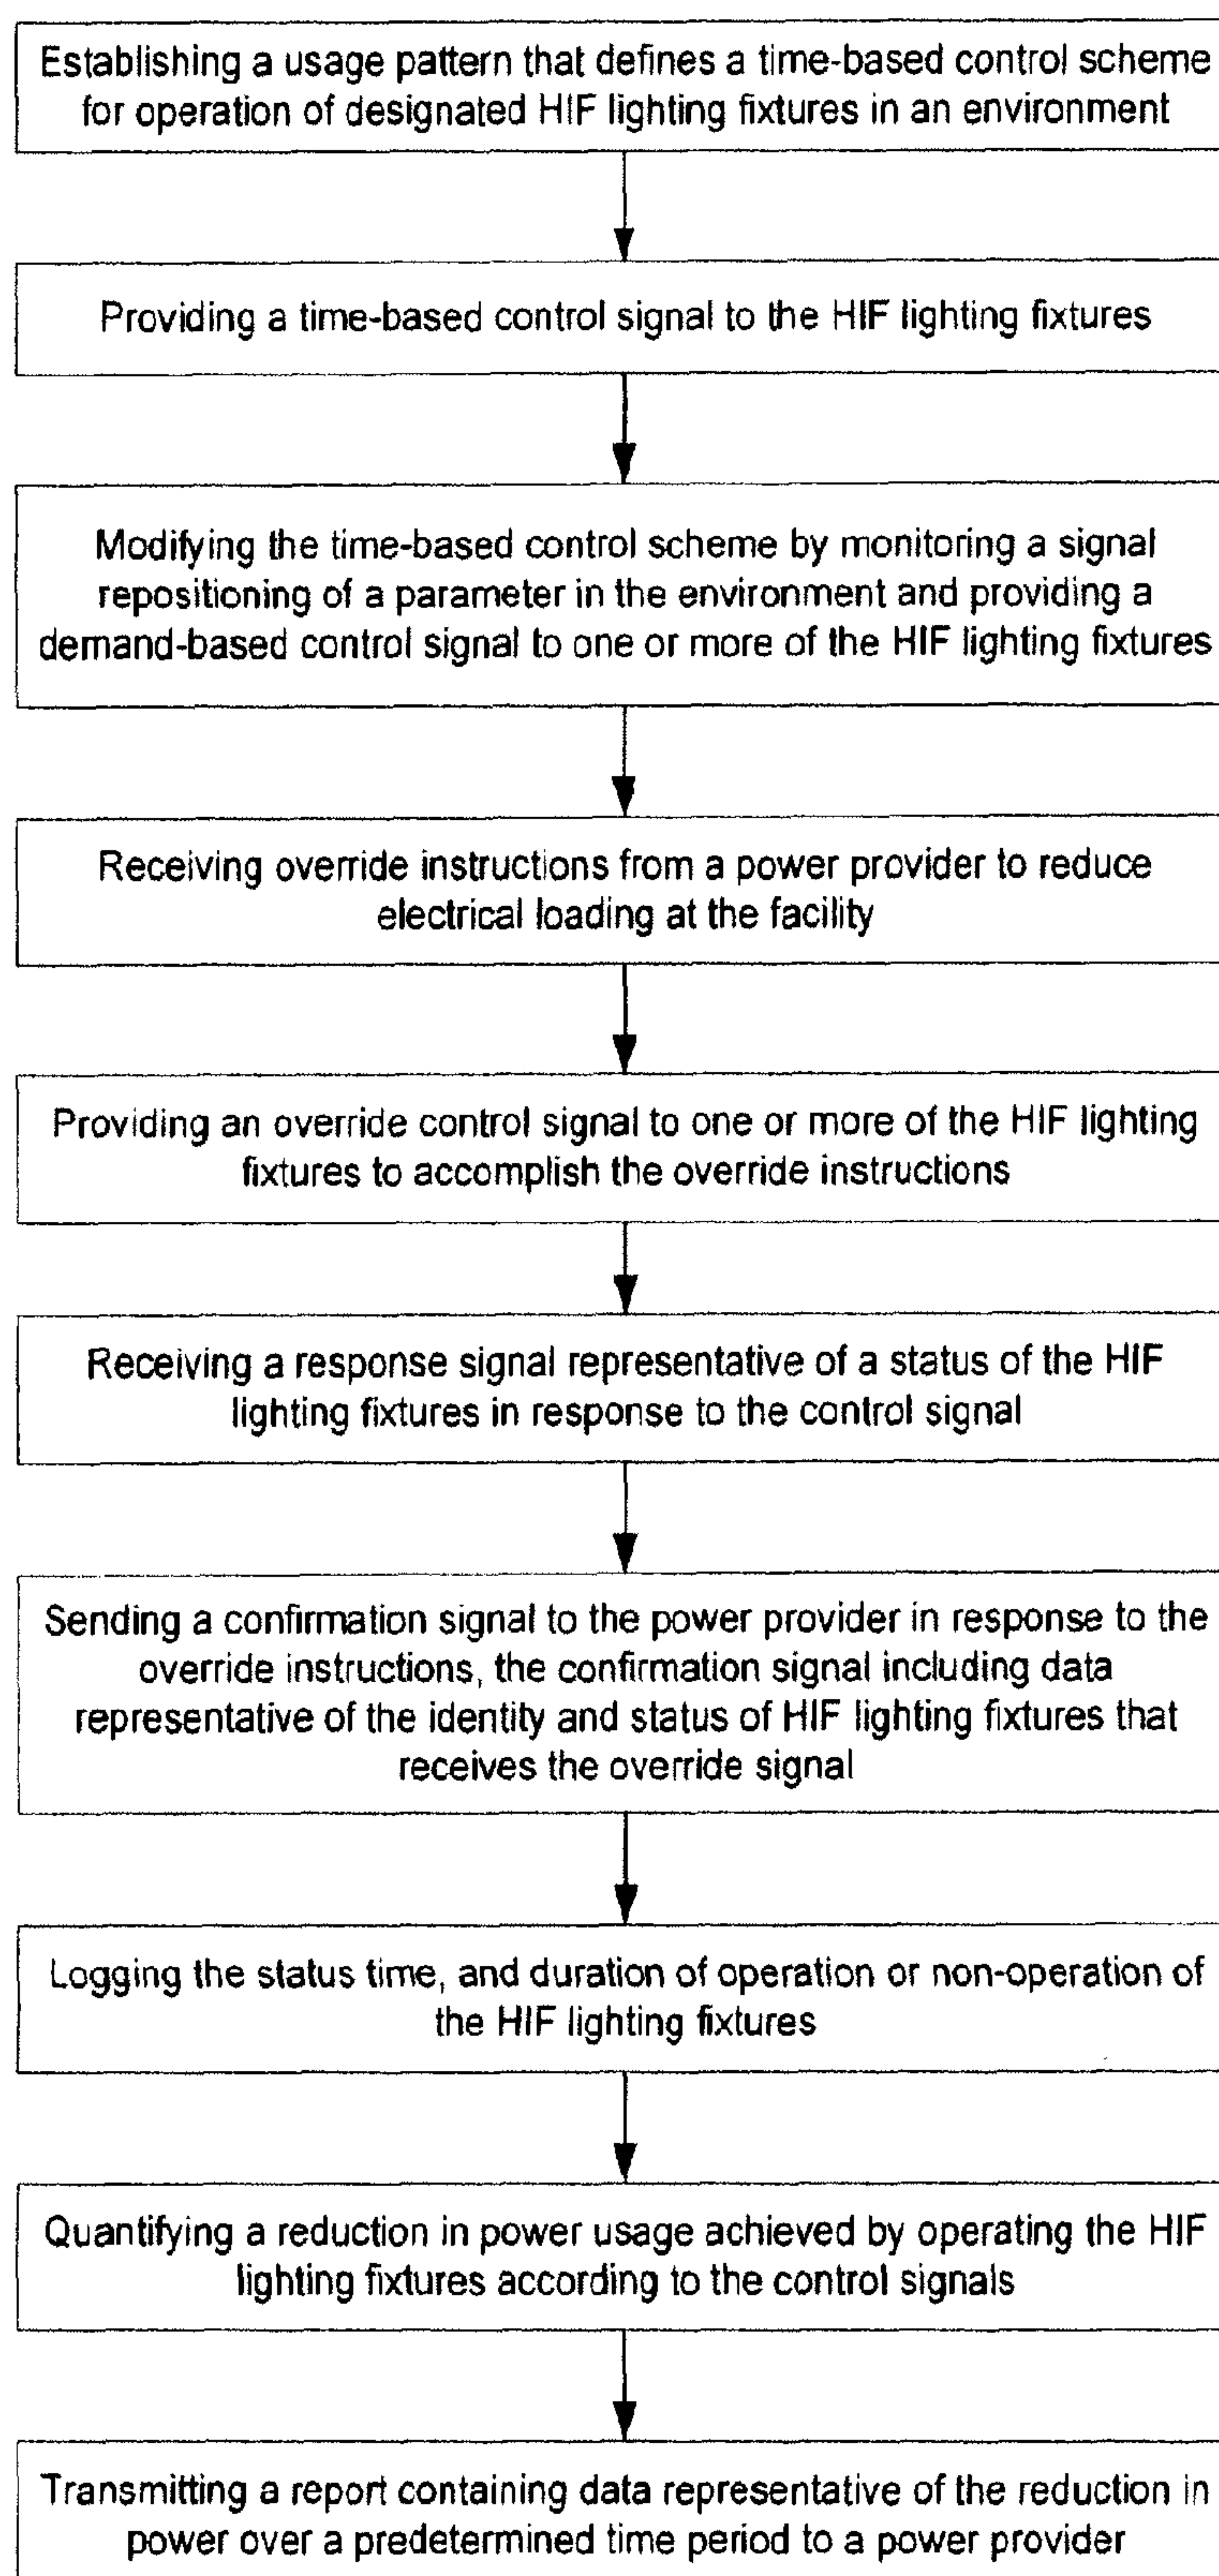 Establishing a usage pattern that defines a time-based control scheme
for operation of designated HIF lighting fixtures in an environment
Providing a time-based control signal to the HIF lighting fixtures
Modifying the time-based control scheme by monitoring a signal
repositioning of a parameter in the environment and providing a
demand-based control signal to one or more of the HIF lighting fixtures
Receiving override instructions from a power provider to reduce
electrical loading at the facility
Providing an override control signal to one or more of the HIF lighting
fixtures to accomplish the override instructions
Receiving a response signal representative of a status of the HIF
lighting fixtures in response to the control signal
Sending a confirmation signal to the power provider in response to the
override instructions, the confirmation signal including data
representative of the identity and status of HIF lighting fixtures that
receives the override signal
Logging the status time, and duration of operation or non-operation of
the HIF lighting fixtures
Quantifying a reduction in power usage achieved by operating the HIF
lighting fixtures according to the control signals
Transmitting a report containing data representative of the reduction in
power over a predetermined time period to a power provider